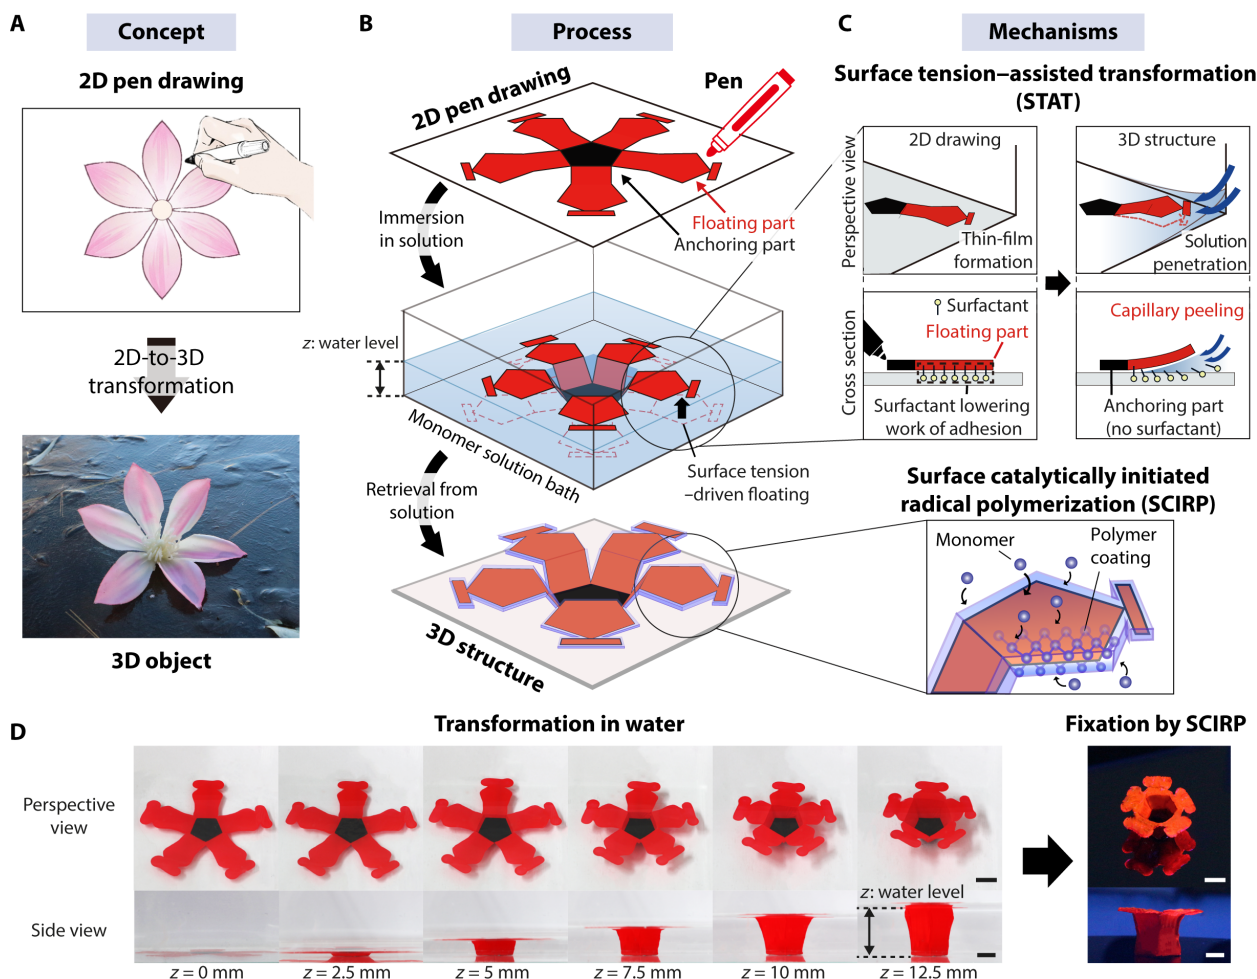 A
Concept
2D pen drawing
2D-to-3D
transformation
3D object
B
Process
2D pen drawing
Pen
Immersion
in solution
Floating part
Anchoring part
z: water level
Monomer solution bath
Surface tension
–driven floating
Retrieval from
solution
3D structure
C
Mechanisms
Surface tension–assisted transformation
(STAT)
Perspective view
2D drawing
Thin-film
formation
3D structure
Solution
penetration
Cross section
Surfactant
Floating part
Surfactant lowering
work of adhesion
Capillary peeling
Anchoring part
(no surfactant)
Surface catalytically initiated
radical polymerization (SCIRP)
Monomer
Polymer
coating
D
Transformation in water
Fixation by SCIRP
Perspective
view
Side view
z: water level
z = 0 mm
z = 2.5 mm
z = 5 mm
z = 7.5 mm
z = 10 mm
z = 12.5 mm